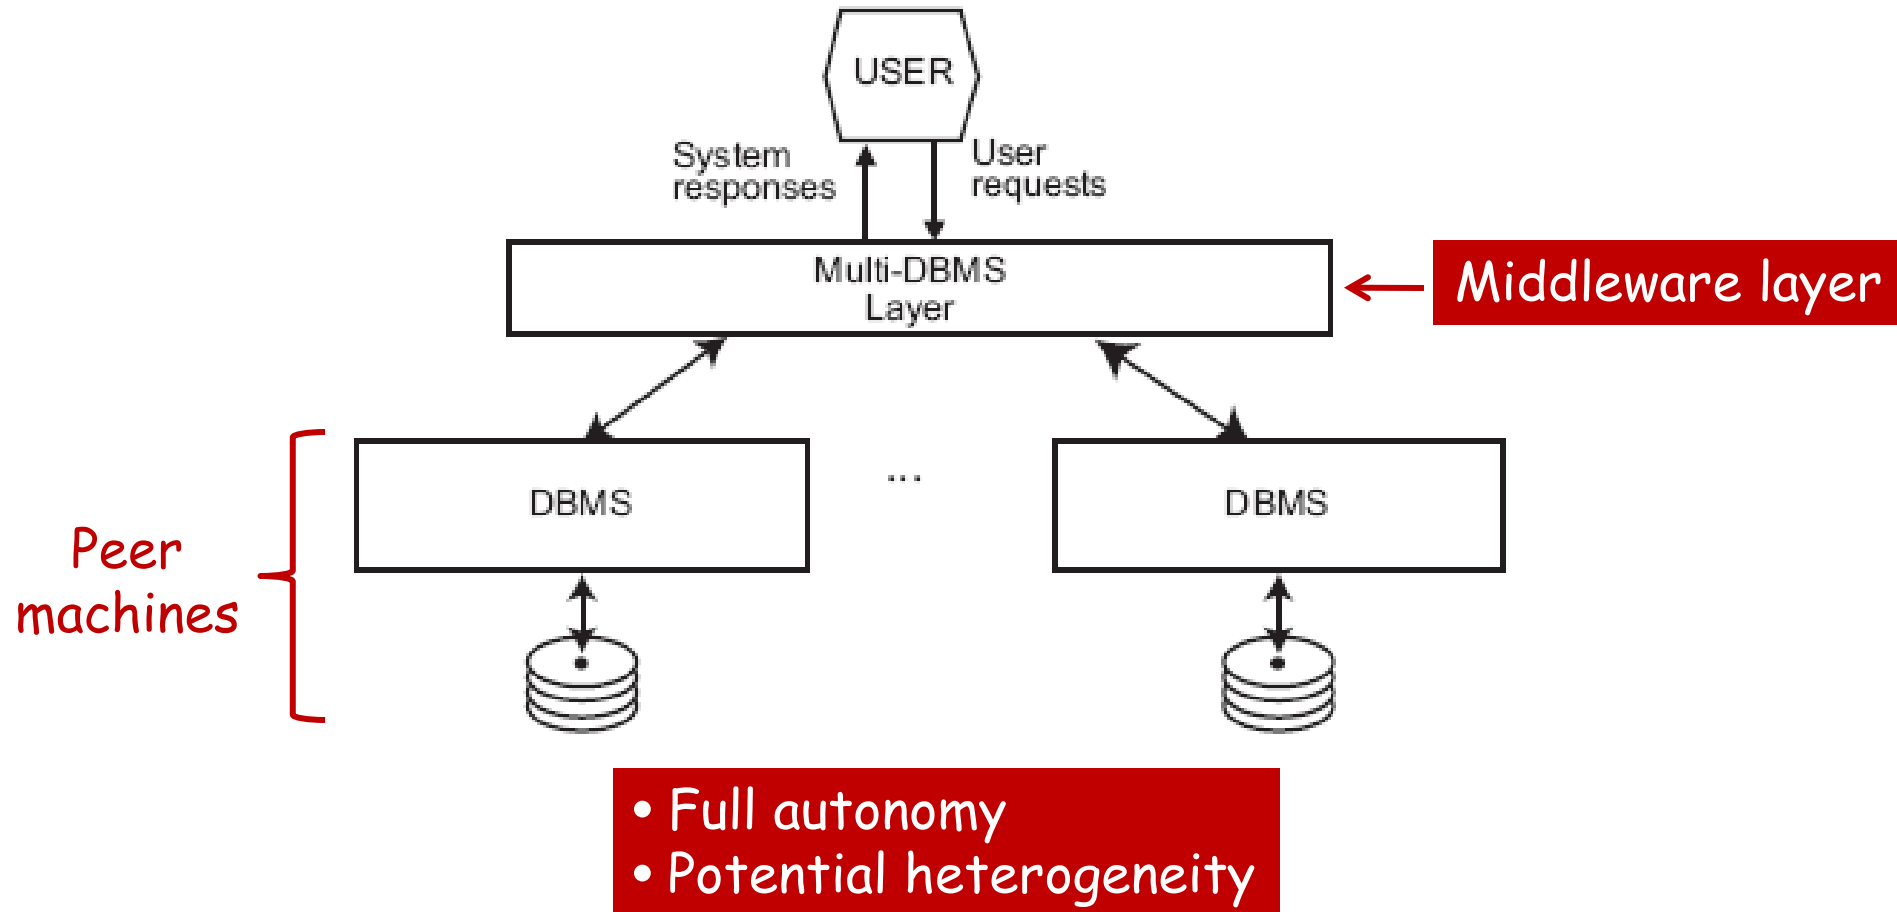 USER
System
responses
User
requests
Multi-DBMS
Layer
Middleware layer
DBMS
...
DBMS
Peer
machines
• Full autonomy
• Potential heterogeneity